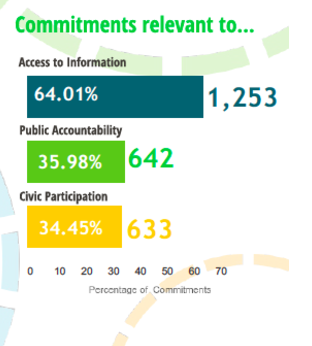 Commitments relevant to...
Access to Information
64.01% 1,253
Public Accountability
35.98% 642
Civic Participation
34.45% 633
0 10 20 30 40 50 60 70
Percentage of Commitments